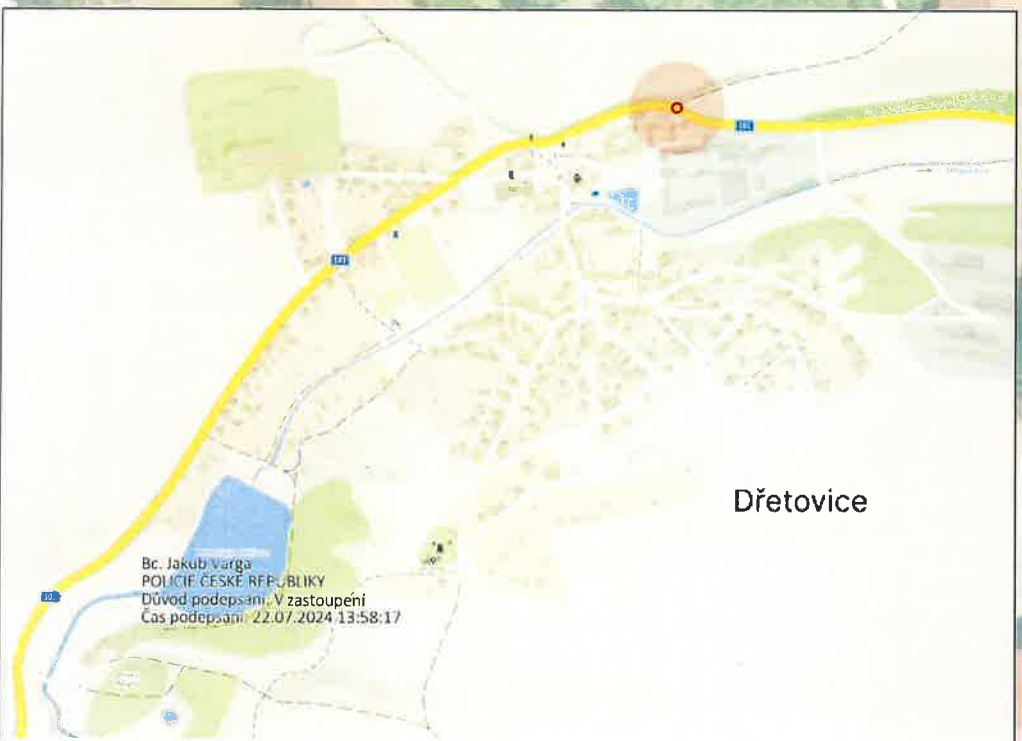 101
101
Dřetovice
Bc. Jakub Varga
POLICIE ČESKÉ REPUBLIKY
Důvod podepsání: V zastoupení
Čas podepsání: 22.07.2024 13:58:17